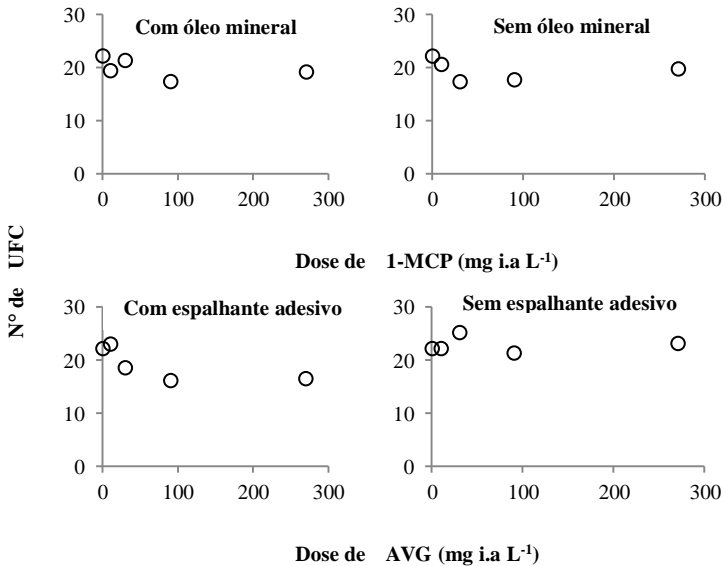 Com óleo mineral
30
20
10
0
0 100 200 300
Sem óleo mineral
30
20
10
0
0 100 200 300
Dose de 1-MCP (mg i.a L⁻¹)
N° de UFC
Com espalhante adesivo
30
20
10
0
0 100 200 300
Sem espalhante adesivo
30
20
10
0
0 100 200 300
Dose de AVG (mg i.a L⁻¹)